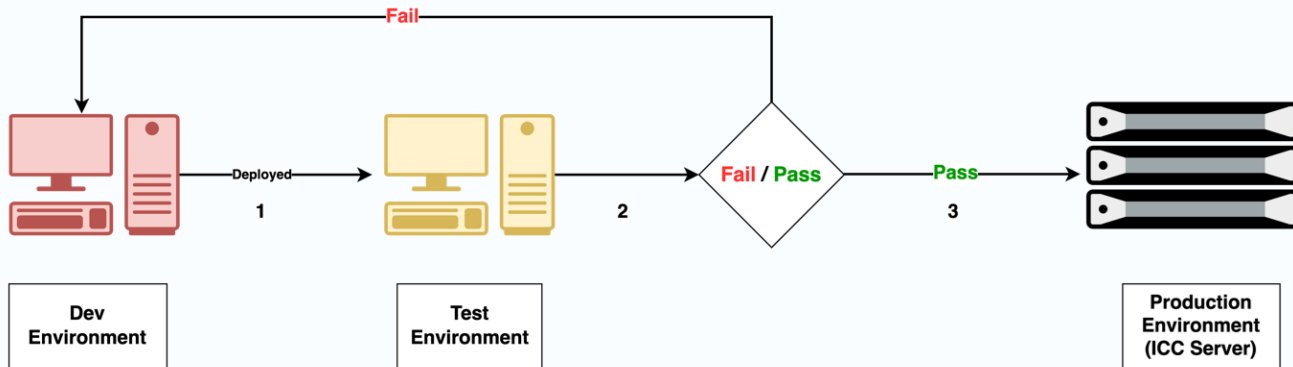 Fail
Deployed
Fail / Pass
Pass
1
2
3
Dev
Environment
Test
Environment
Production
Environment
(ICC Server)